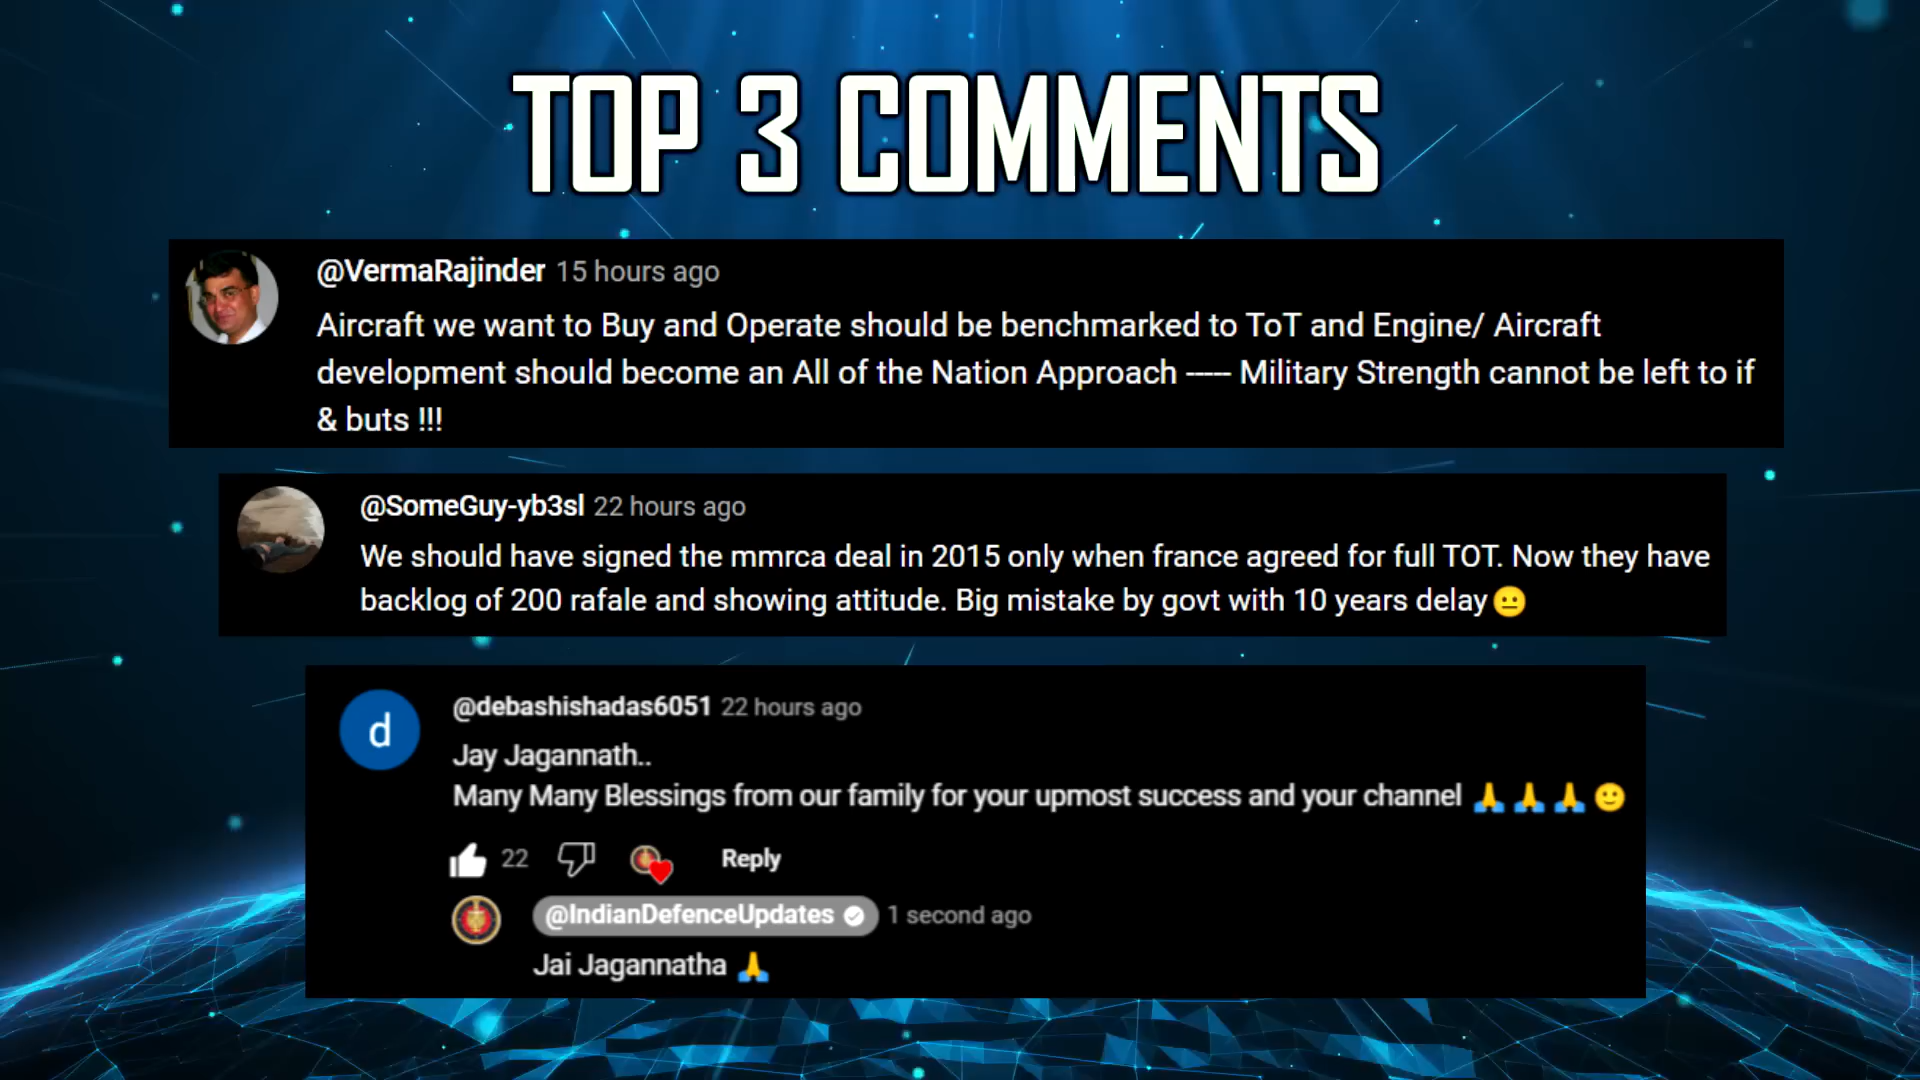 TOP 3 COMMENTS
@VermaRajinder 15 hours ago
Aircraft we want to Buy and Operate should be benchmarked to ToT and Engine/ Aircraft
development should become an All of the Nation Approach ----- Military Strength cannot be left to if
& buts !!!
@SomeGuy-yb3sl 22 hours ago
We should have signed the mmrca deal in 2015 only when france agreed for full TOT. Now they have
backlog of 200 rafale and showing attitude. Big mistake by govt with 10 years delay😐
d
@debashishadas6051 22 hours ago
Jay Jagannath..
Many Many Blessings from our family for your upmost success and your channel 🙏🙏🙏🙂
22 Reply
@IndianDefenceUpdates 1 second ago
Jai Jagannatha 🙏